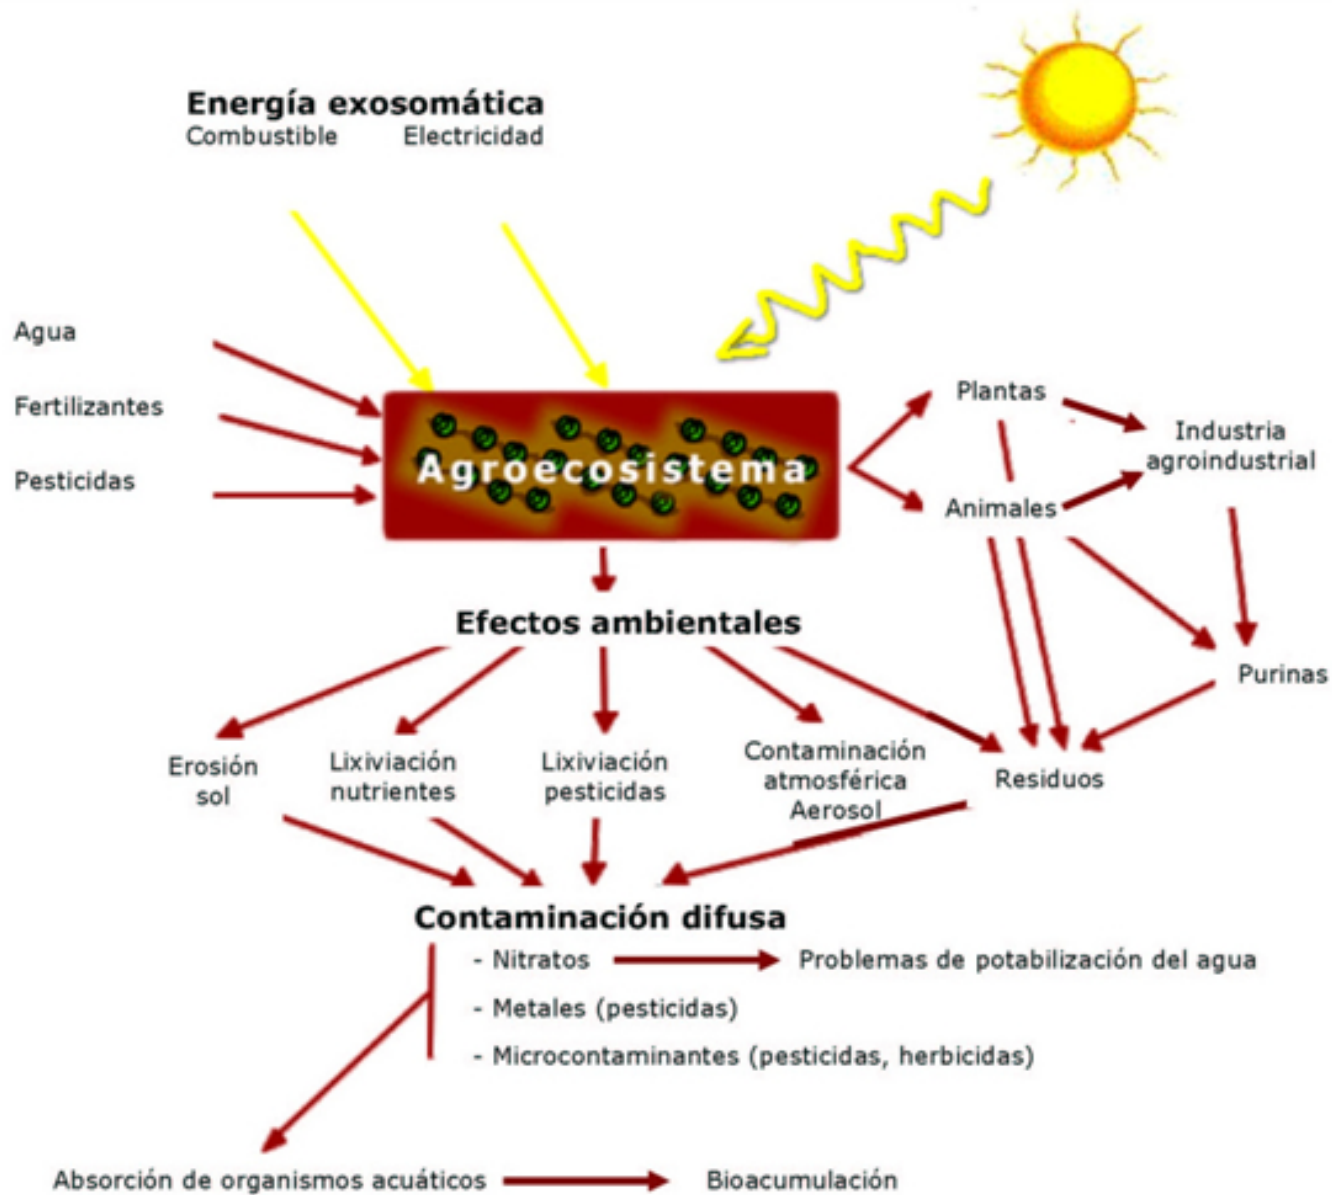 Energía exosomática
Combustible Electricidad
Agua
Fertilizantes
Pesticidas
Agroecosistema
Plantas
Animales
Industria
agroindustrial
Purinas
Efectos ambientales
Erosión
sol
Lixiviación
nutrientes
Lixiviación
pesticidas
Contaminación
atmosférica
Aerosol
Residuos
Contaminación difusa
- Nitratos
Problemas de potabilización del agua
- Metales (pesticidas)
- Microcontaminantes (pesticidas, herbicidas)
Absorción de organismos acuáticos
Bioacumulación